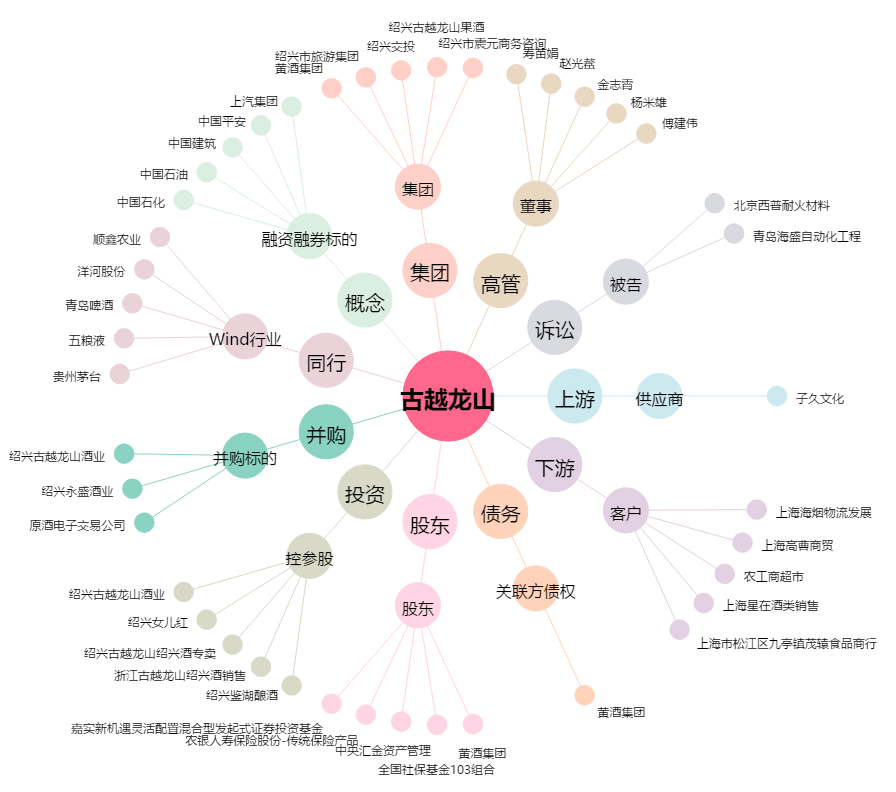 绍兴古越龙山果酒
绍兴交投
绍兴市震元商务咨询
绍兴市旅游集团
黄酒集团
寿苗娟
赵光鳌
金志霄
杨米雄
傅建伟
上汽集团
中国平安
中国建筑
中国石油
中国石化
集团
董事
北京西普耐火材料
青岛海盛自动化工程
顺鑫农业
洋河股份
青岛啤酒
五粮液
贵州茅台
融资融券标的
集团
高管
被告
概念
诉讼
Wind行业
同行
古越龙山
上游
供应商
子久文化
并购
并购标的
绍兴古越龙山酒业
绍兴永盛酒业
原酒电子交易公司
下游
客户
上海海烟物流发展
上海高曹商贸
农工商超市
上海星在酒类销售
上海市松江区九亭镇茂辕食品商行
投资
股东
债务
控参股
绍兴古越龙山酒业
绍兴女儿红
绍兴古越龙山绍兴酒专卖
浙江古越龙山绍兴酒销售
绍兴鉴湖酿酒
股东
关联方债权
黄酒集团
嘉实新机遇灵活配置混合型发起式证券投资基金
农银人寿保险股份-传统保险产品
中央汇金资产管理
全国社保基金103组合
黄酒集团